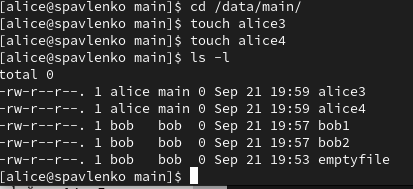 [alice@spavlenko main]$ cd /data/main/
[alice@spavlenko main]$ touch alice3
[alice@spavlenko main]$ touch alice4
[alice@spavlenko main]$ ls -l
total 0
-rw-r--r--. 1 alice main 0 Sep 21 19:59 alice3
-rw-r--r--. 1 alice main 0 Sep 21 19:59 alice4
-rw-r--r--. 1 bob   bob  0 Sep 21 19:57 bob1
-rw-r--r--. 1 bob   bob  0 Sep 21 19:57 bob2
-rw-r--r--. 1 bob   bob  0 Sep 21 19:53 emptyfile
[alice@spavlenko main]$